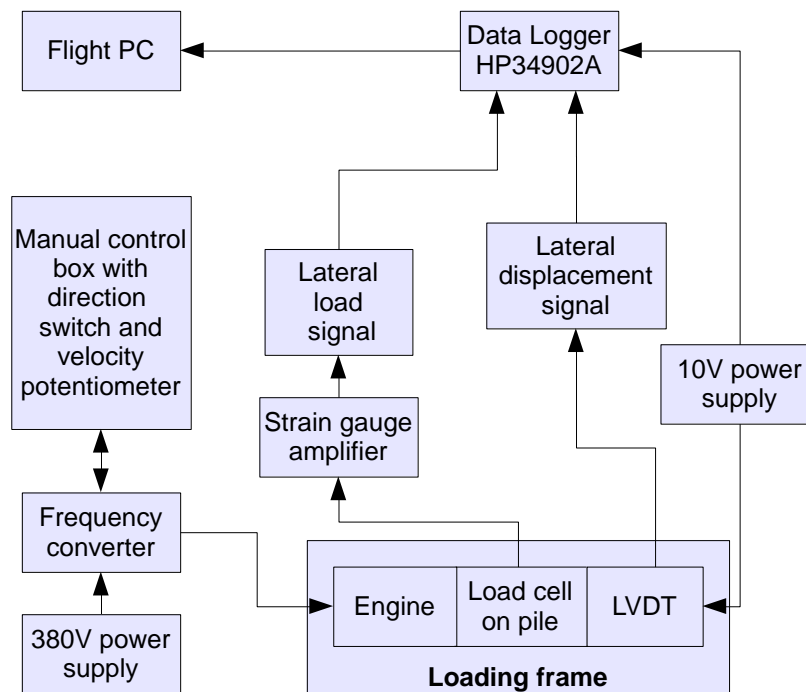 Flight PC
Data Logger
HP34902A
Manual control
box with
direction
switch and
velocity
potentiometer
Lateral
load
signal
Lateral
displacement
signal
10V power
supply
Strain gauge
amplifier
Frequency
converter
Engine
Load cell
on pile
LVDT
380V power
supply
Loading frame